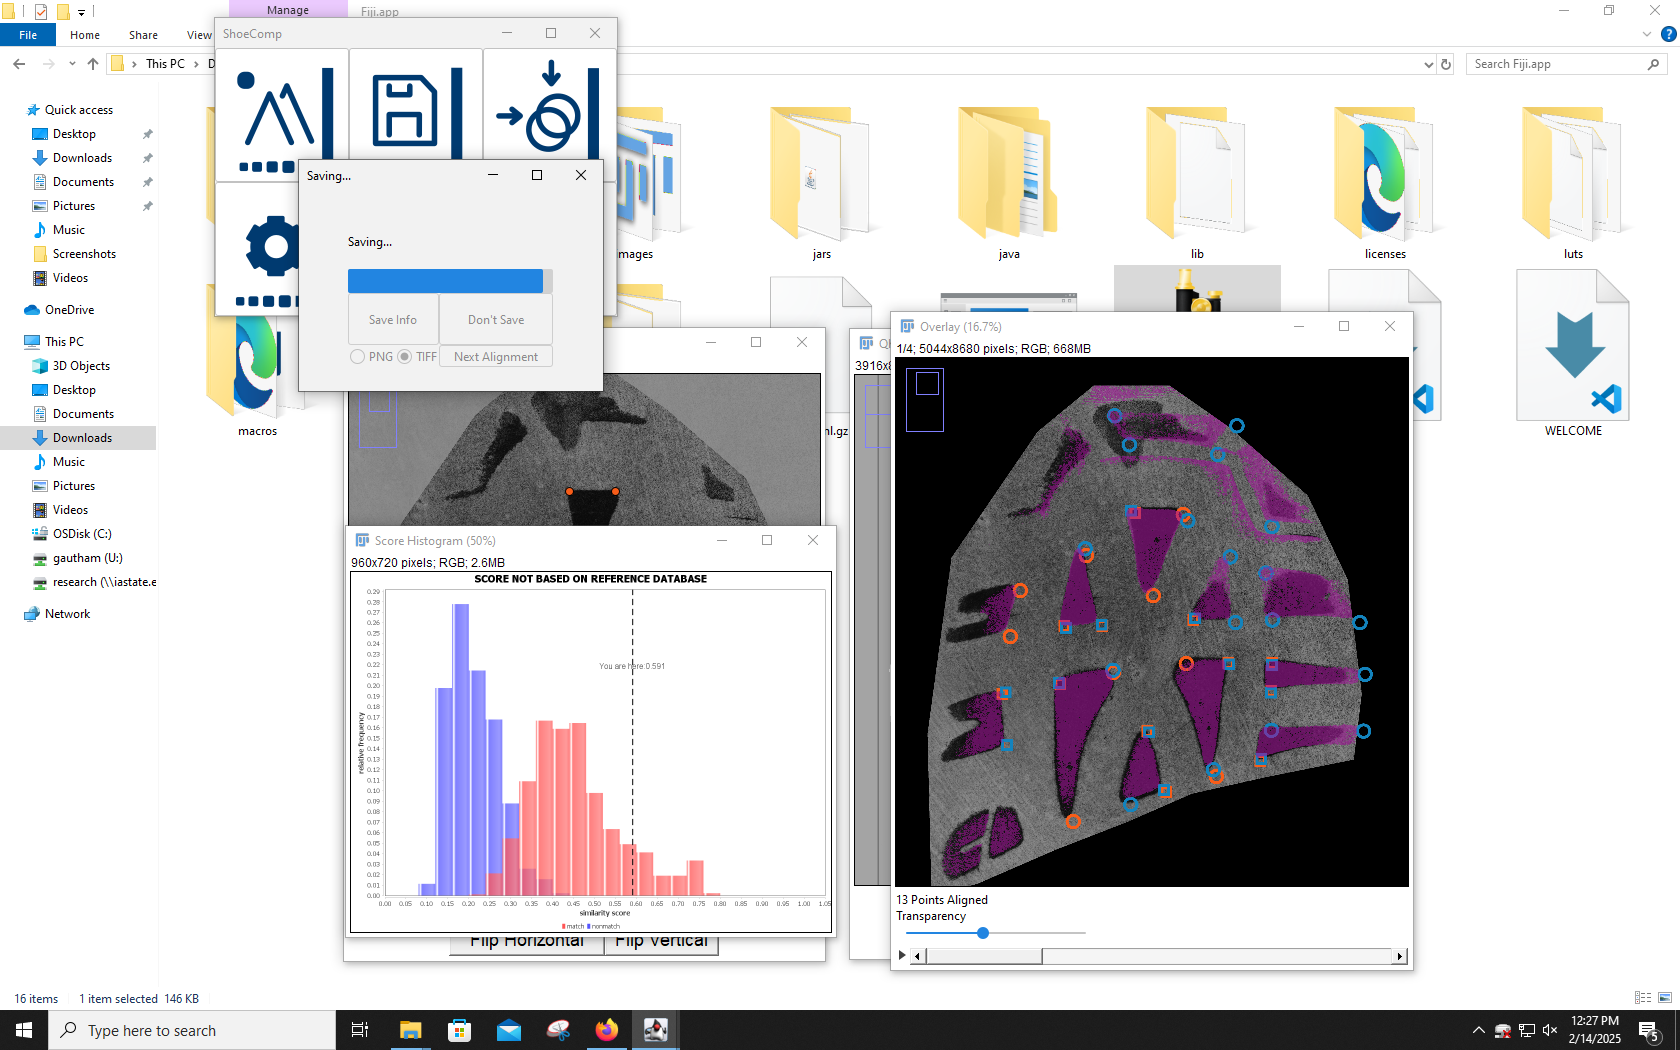 Manage
Fiji.app
File
Home
Share
View
ShoeComp
This PC
D
Search Fiji.app
Quick access
Desktop
Downloads
Documents
Pictures
Music
Screenshots
Videos
OneDrive
This PC
3D Objects
Desktop
Documents
Downloads
Music
Pictures
Videos
OSDisk (C:)
gautham (U:)
research (\\iastate.e
Network
Saving...
Saving...
Save Info
Don't Save
PNG
TIFF
Next Alignment
mages
jars
java
lib
licenses
luts
macros
nl.gz
WELCOME
3916x8
Overlay (16.7%)
1/4; 5044x8680 pixels; RGB; 668MB
13 Points Aligned
Transparency
Score Histogram (50%)
960x720 pixels; RGB; 2.6MB
SCORE NOT BASED ON REFERENCE DATABASE
0.29
0.28
0.27
0.26
0.25
0.24
0.23
0.22
0.21
0.20
0.19
0.18
0.17
0.16
0.15
0.14
0.13
0.12
0.11
0.10
0.09
0.08
0.07
0.06
0.05
0.04
0.03
0.02
0.01
0.00
relative frequency
You are here:0.591
0.00 0.05 0.10 0.15 0.20 0.25 0.30 0.35 0.40 0.45 0.50 0.55 0.60 0.65 0.70 0.75 0.80 0.85 0.90 0.95 1.00 1.05
similarity score
match nonmatch
Flip Horizontal
Flip Vertical
16 items
1 item selected 146 KB
Type here to search
12:27 PM
2/14/2025
5